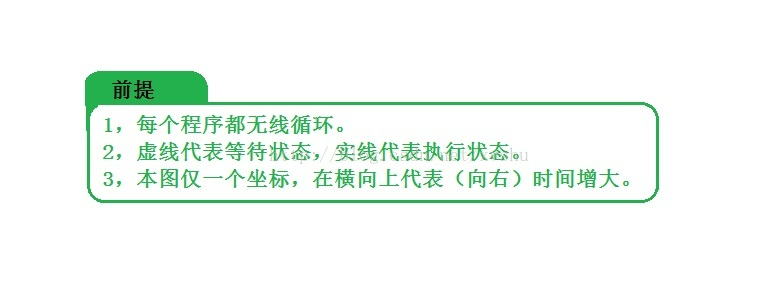 前提
1，每个程序都无线循环。
2，虚线代表等待状态，实线代表执行状态。
3，本图仅一个坐标，在横向上代表（向右）时间增大。